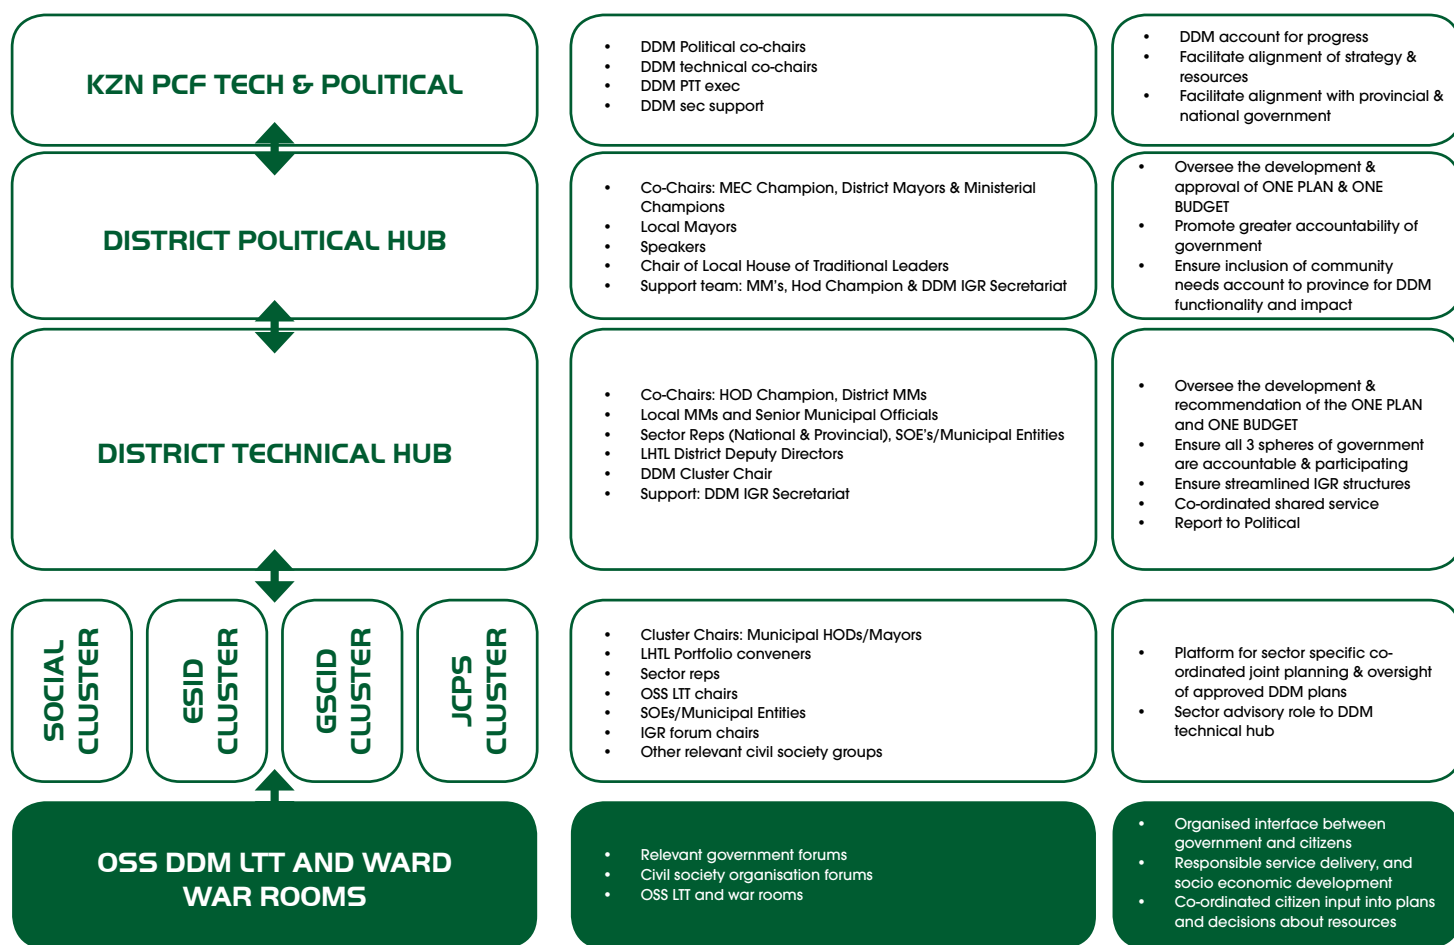 KZN PCF TECH & POLITICAL
• DDM Political co-chairs
• DDM technical co-chairs
• DDM PTT exec
• DDM sec support
• DDM account for progress
• Facilitate alignment of strategy &
resources
• Facilitate alignment with provincial &
national government
DISTRICT POLITICAL HUB
• Co-Chairs: MEC Champion, District Mayors & Ministerial
Champions
• Local Mayors
• Speakers
• Chair of Local House of Traditional Leaders
• Support team: MM's, Hod Champion & DDM IGR Secretariat
• Oversee the development &
approval of ONE PLAN & ONE
BUDGET
• Promote greater accountability of
government
• Ensure inclusion of community
needs account to province for DDM
functionality and impact
DISTRICT TECHNICAL HUB
• Co-Chairs: HOD Champion, District MMs
• Local MMs and Senior Municipal Officials
• Sector Reps (National & Provincial), SOE's/Municipal Entities
• LHTL District Deputy Directors
• DDM Cluster Chair
• Support: DDM IGR Secretariat
• Oversee the development &
recommendation of the ONE PLAN
and ONE BUDGET
• Ensure all 3 spheres of government
are accountable & participating
• Ensure streamlined IGR structures
• Co-ordinated shared service
• Report to Political
SOCIAL
CLUSTER
ESID
CLUSTER
GSCID
CLUSTER
JCPS
CLUSTER
• Cluster Chairs: Municipal HODs/Mayors
• LHTL Portfolio conveners
• Sector reps
• OSS LTT chairs
• SOEs/Municipal Entities
• IGR forum chairs
• Other relevant civil society groups
• Platform for sector specific co-
ordinated joint planning & oversight
of approved DDM plans
• Sector advisory role to DDM
technical hub
OSS DDM LTT AND WARD
WAR ROOMS
• Relevant government forums
• Civil society organisation forums
• OSS LTT and war rooms
• Organised interface between
government and citizens
• Responsible service delivery, and
socio economic development
• Co-ordinated citizen input into plans
and decisions about resources